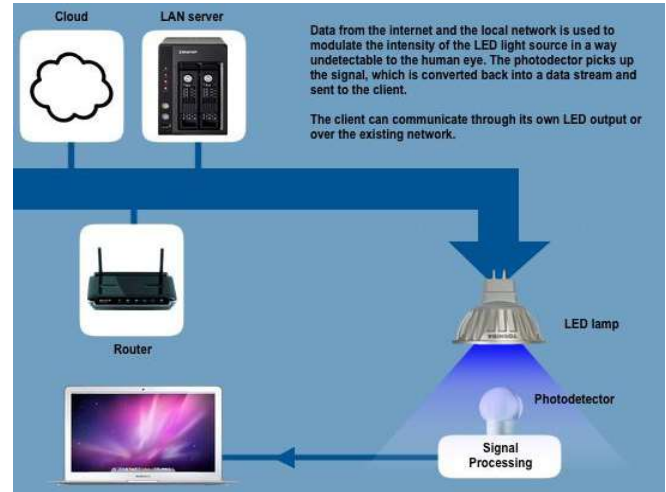 Cloud
LAN server
Data from the internet and the local network is used to
modulate the intensity of the LED light source in a way
undetectable to the human eye. The photodector picks up
the signal, which is converted back into a data stream and
sent to the client.
The client can communicate through its own LED output or
over the existing network.
Router
LED lamp
Photodetector
Signal
Processing